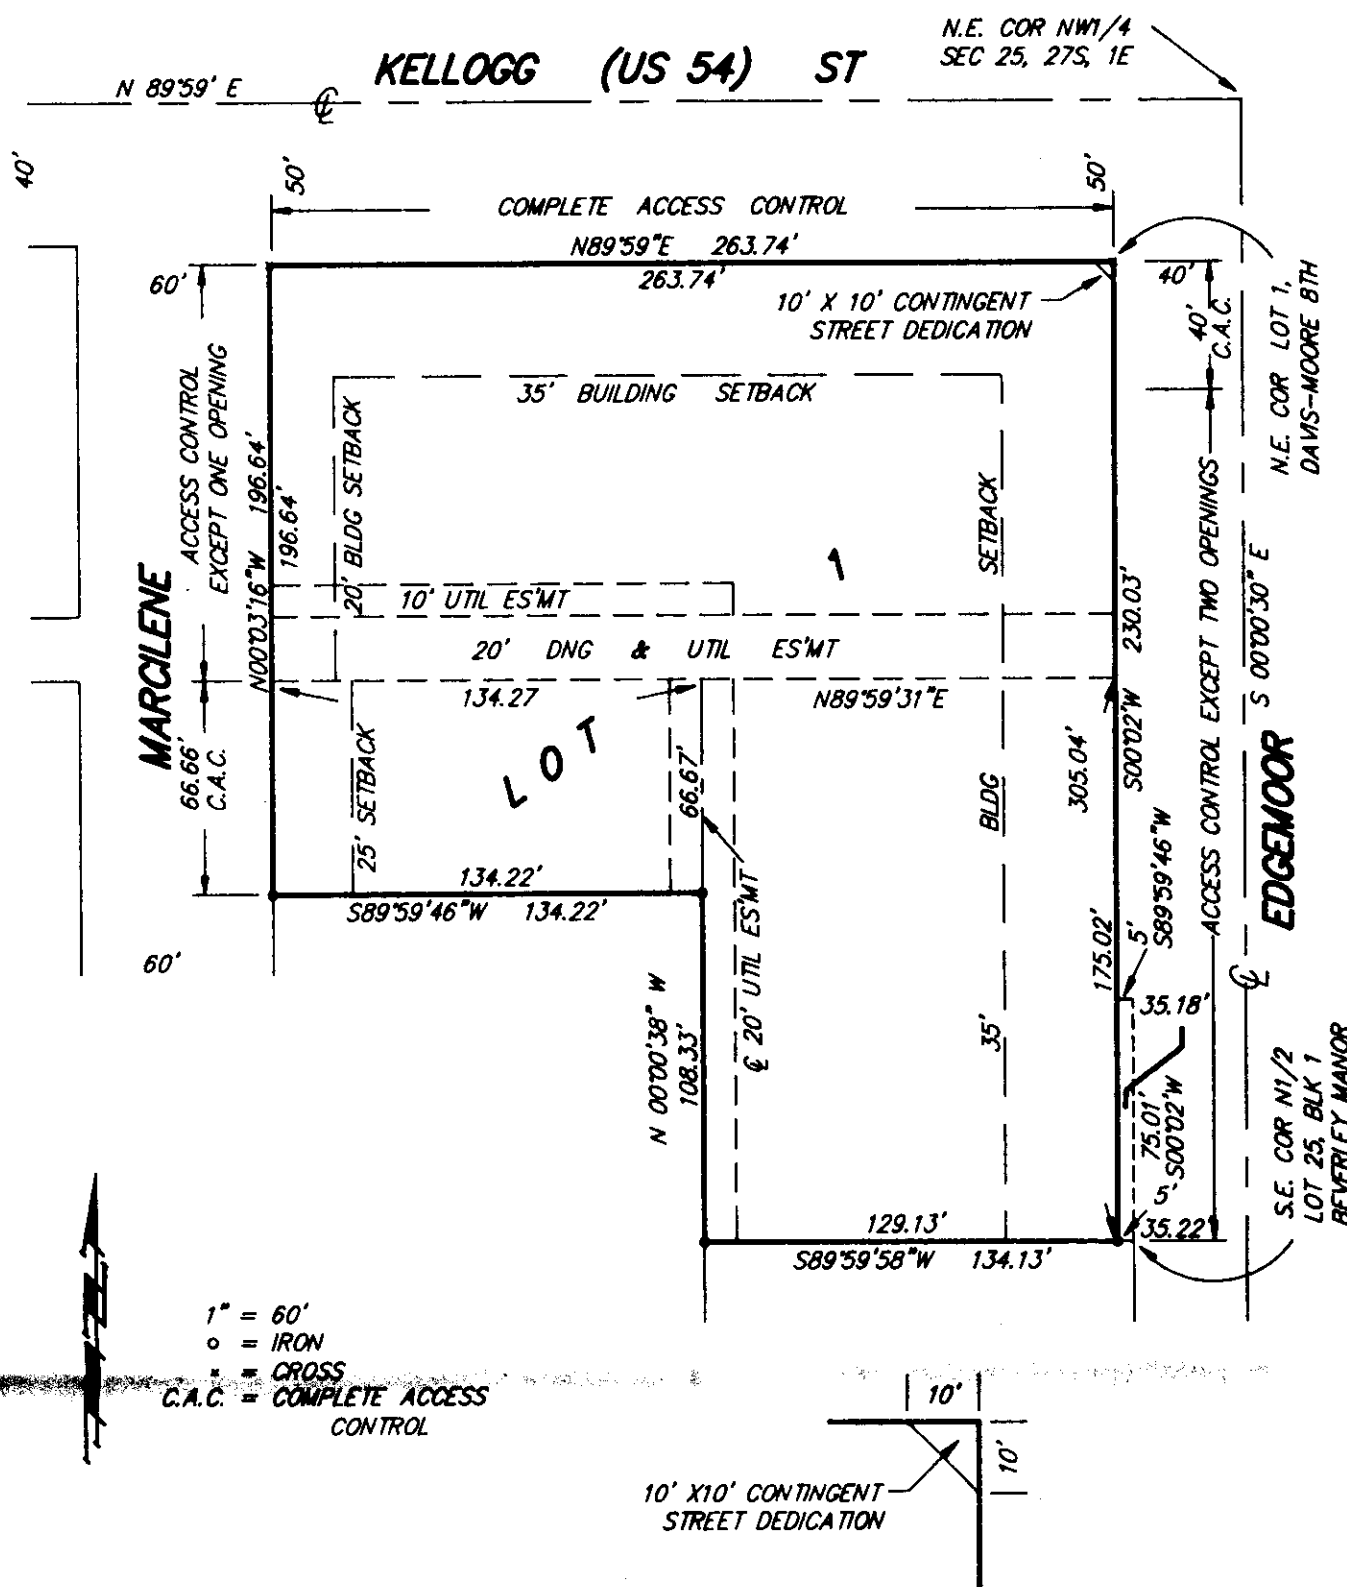 N.E. COR NW1/4
SEC 25, 27S, 1E
KELLOGG (US 54) ST
N 89°59' E
℄
40'
50'
50'
COMPLETE ACCESS CONTROL
N89°59"E 263.74'
263.74'
60'
40'
10' X 10' CONTINGENT
STREET DEDICATION
40'
C.A.C.
N.E. COR LOT 1,
DAVIS-MOORE 8TH
35' BUILDING SETBACK
ACCESS CONTROL
EXCEPT ONE OPENING
N00°03'16"W 196.64'
196.64'
20' BLDG SETBACK
SETBACK
1
ACCESS CONTROL EXCEPT TWO OPENINGS
S 00°00'30" E
230.03'
10' UTIL ES'MT
20' DNG & UTIL ES'MT
MARCILENE
134.27
N89°59'31"E
LOT
66.66'
C.A.C.
25' SETBACK
66.67'
BLDG
305.04'
S00°02'W
EDGEMOOR
134.22'
S89°59'46"W 134.22'
5'
S89°59'46"W
175.02'
60'
℄
35.18'
N 00°00'38" W
108.33'
℄ 20' UTIL ES'MT
35'
75.01'
S00°02'W
S.E. COR N1/2
LOT 25, BLK 1
BEVERLEY MANOR
5'
35.22'
129.13'
S89°59'58"W 134.13'
1" = 60'
o = IRON
× = CROSS
C.A.C. = COMPLETE ACCESS
CONTROL
10'
10'
10' X10' CONTINGENT
STREET DEDICATION